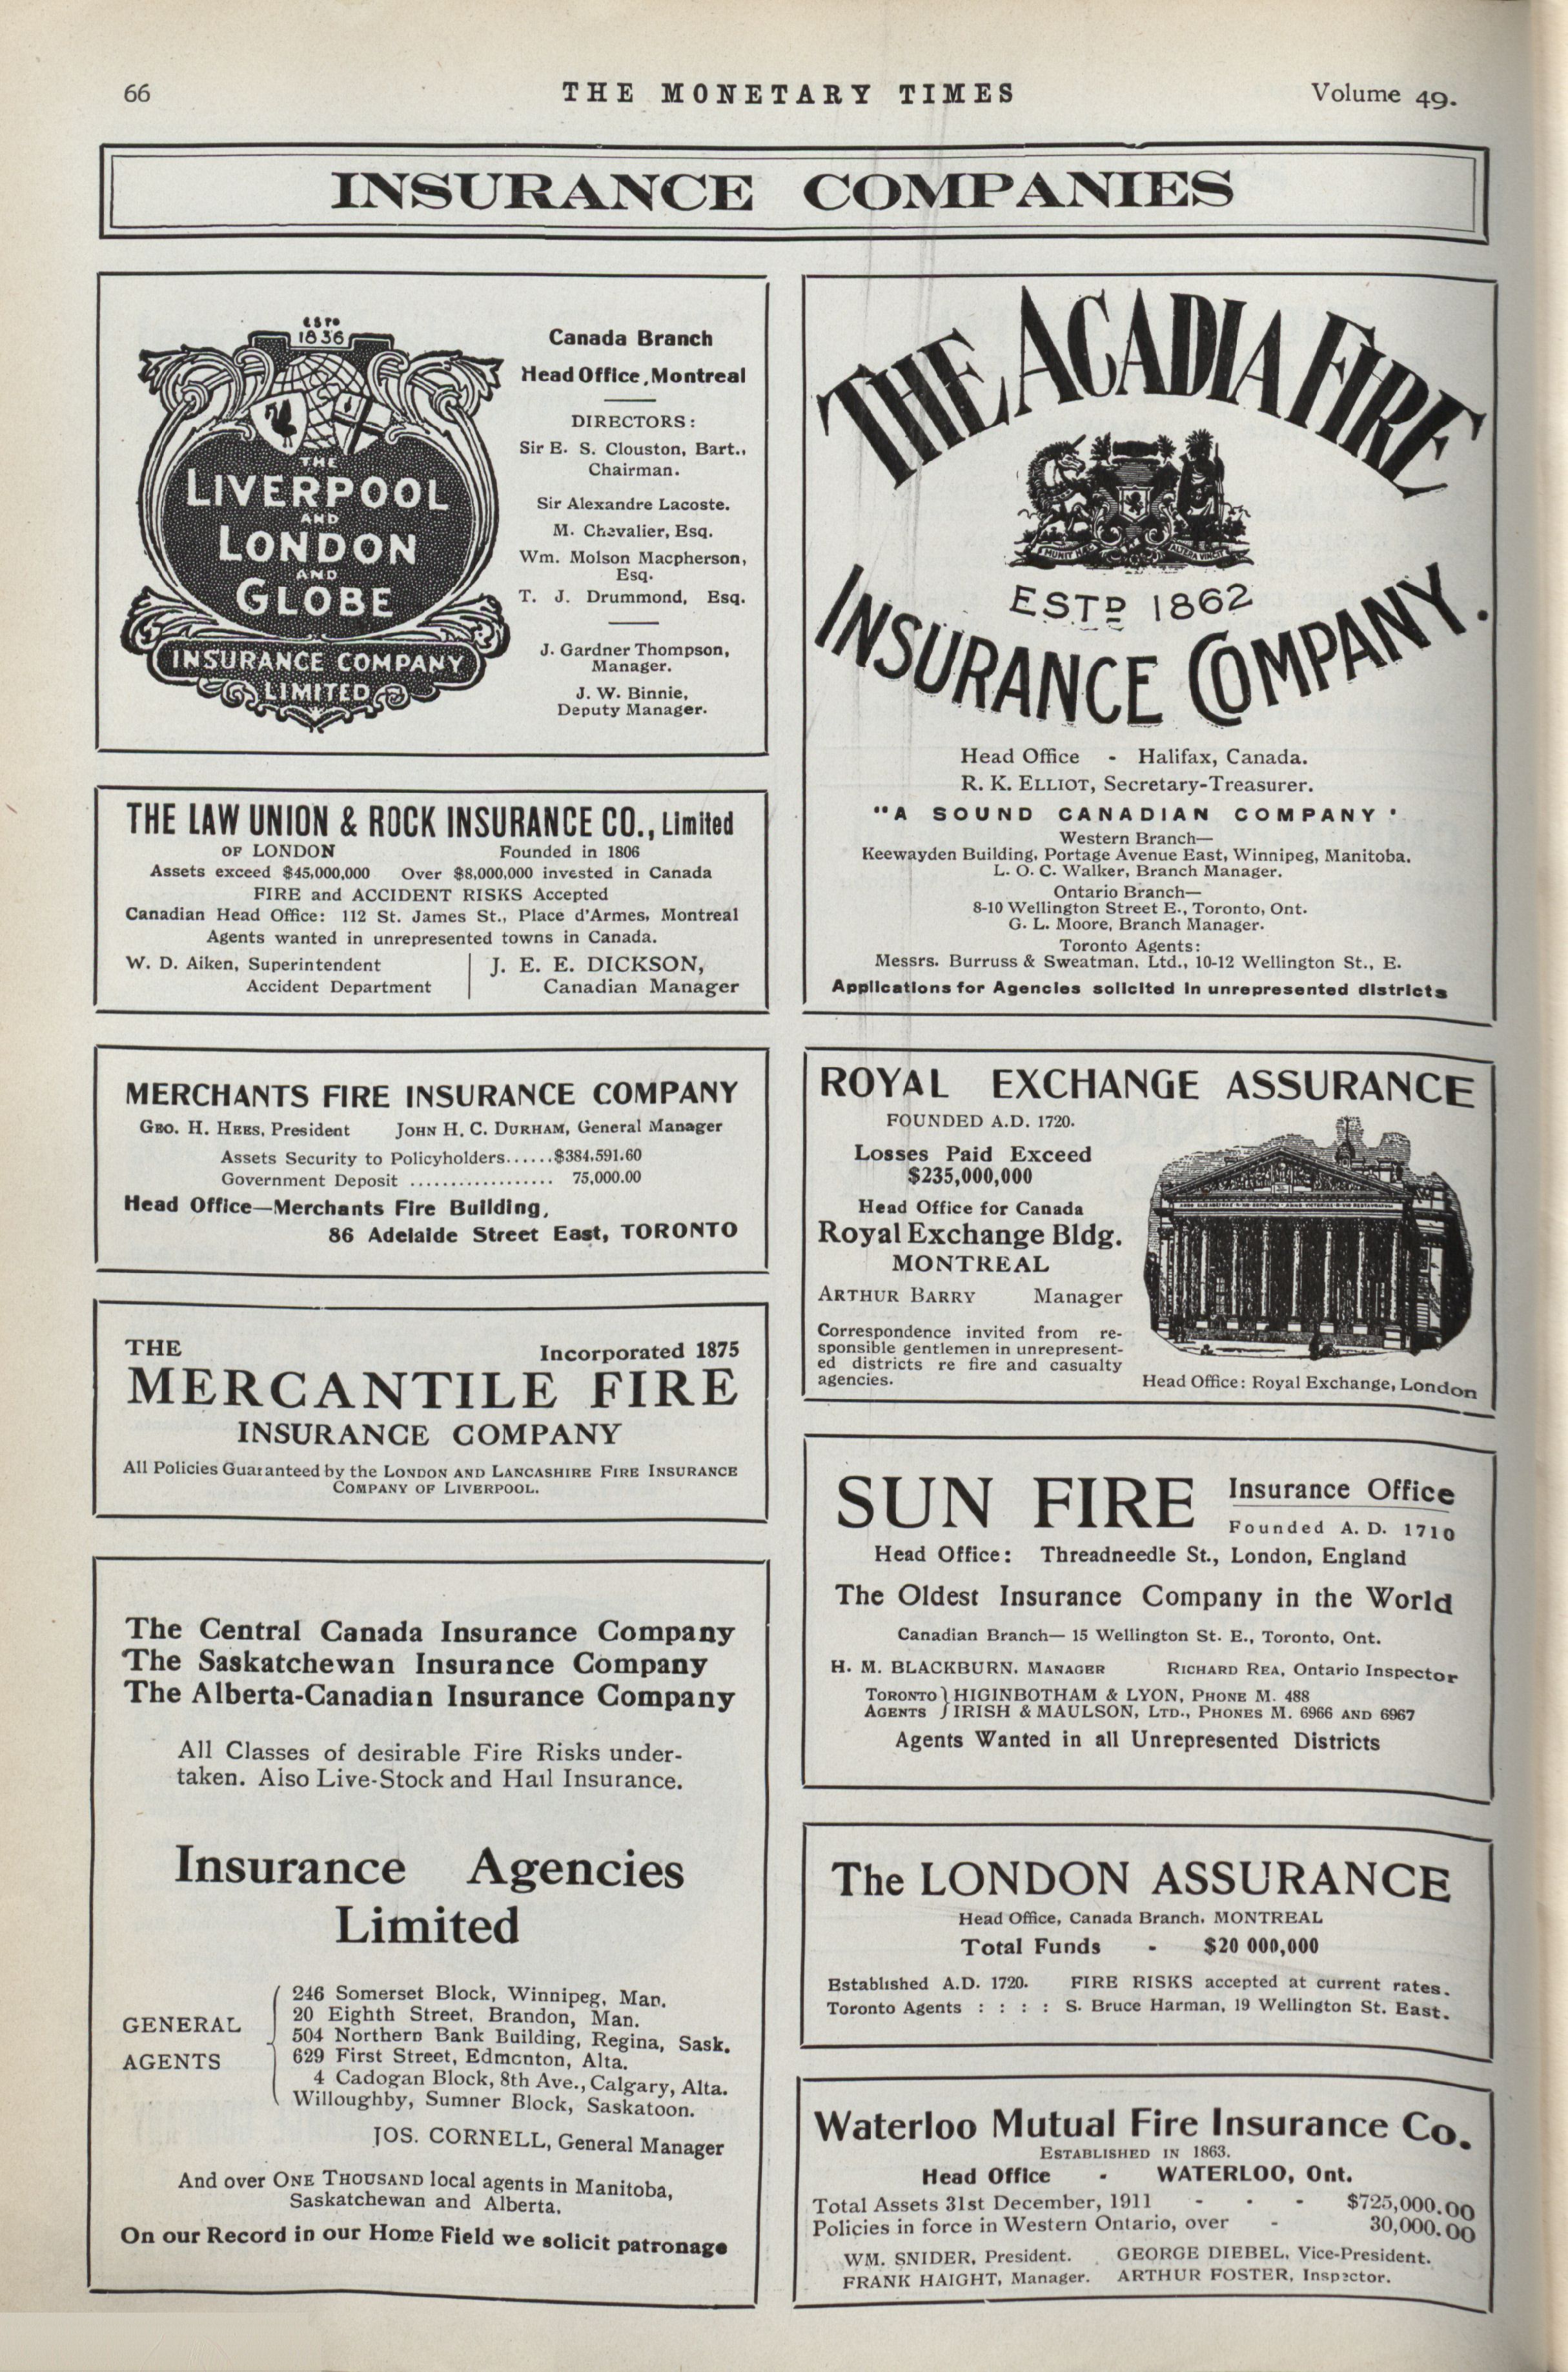 66
THE MONETARY TIMES
Volume 49.
INSURANCE COMPANIES
ESTD
1836
THE
LIVERPOOL
AND
LONDON
AND
GLOBE
INSURANCE COMPANY
LIMITED
Canada Branch
Head Office, Montreal
DIRECTORS:
Sir E. S. Clouston, Bart.,
Chairman.
Sir Alexandre Lacoste.
M. Chevalier, Esq.
Wm. Molson Macpherson,
Esq.
T. J. Drummond, Esq.
J. Gardner Thompson,
Manager.
J. W. Binnie,
Deputy Manager.
THE LAW UNION & ROCK INSURANCE CO., Limited
OF LONDON Founded in 1806
Assets exceed $45,000,000 Over $8,000,000 invested in Canada
FIRE and ACCIDENT RISKS Accepted
Canadian Head Office: 112 St. James St., Place d'Armes, Montreal
Agents wanted in unrepresented towns in Canada.
W. D. Aiken, Superintendent
Accident Department
J. E. E. DICKSON,
Canadian Manager
MERCHANTS FIRE INSURANCE COMPANY
GEO. H. HEES, President JOHN H. C. DURHAM, General Manager
Assets Security to Policyholders......$384,591.60
Government Deposit .................. 75,000.00
Head Office—Merchants Fire Building,
86 Adelaide Street East, TORONTO
THE Incorporated 1875
MERCANTILE FIRE
INSURANCE COMPANY
All Policies Guaranteed by the LONDON AND LANCASHIRE FIRE INSURANCE
COMPANY OF LIVERPOOL.
The Central Canada Insurance Company
The Saskatchewan Insurance Company
The Alberta-Canadian Insurance Company
All Classes of desirable Fire Risks under-
taken. Also Live-Stock and Hail Insurance.
Insurance Agencies
Limited
GENERAL
AGENTS
246 Somerset Block, Winnipeg, Man.
20 Eighth Street, Brandon, Man.
504 Northern Bank Building, Regina, Sask.
629 First Street, Edmonton, Alta.
4 Cadogan Block, 8th Ave., Calgary, Alta.
Willoughby, Sumner Block, Saskatoon.
JOS. CORNELL, General Manager
And over ONE THOUSAND local agents in Manitoba,
Saskatchewan and Alberta.
On our Record in our Home Field we solicit patronage
THE ACADIA FIRE
MUNIT HÆC ALTERA VINCIT
ESTD 1862
INSURANCE COMPANY.
Head Office - Halifax, Canada.
R. K. ELLIOT, Secretary-Treasurer.
"A SOUND CANADIAN COMPANY '
Western Branch—
Keewayden Building, Portage Avenue East, Winnipeg, Manitoba.
L. O. C. Walker, Branch Manager.
Ontario Branch—
8-10 Wellington Street E., Toronto, Ont.
G. L. Moore, Branch Manager.
Toronto Agents:
Messrs. Burruss & Sweatman, Ltd., 10-12 Wellington St., E.
Applications for Agencies solicited in unrepresented districts
ROYAL EXCHANGE ASSURANCE
FOUNDED A.D. 1720.
Losses Paid Exceed
$235,000,000
Head Office for Canada
Royal Exchange Bldg.
MONTREAL
ARTHUR BARRY Manager
Correspondence invited from re-
sponsible gentlemen in unrepresent-
ed districts re fire and casualty
agencies.
Head Office: Royal Exchange, London
SUN FIRE
Insurance Office
Founded A. D. 1710
Head Office: Threadneedle St., London, England
The Oldest Insurance Company in the World
Canadian Branch— 15 Wellington St. E., Toronto, Ont.
H. M. BLACKBURN, MANAGER RICHARD REA, Ontario Inspector
TORONTO HIGINBOTHAM & LYON, PHONE M. 488
AGENTS IRISH & MAULSON, LTD., PHONES M. 6966 AND 6967
Agents Wanted in all Unrepresented Districts
The LONDON ASSURANCE
Head Office, Canada Branch, MONTREAL
Total Funds - $20 000,000
Established A.D. 1720. FIRE RISKS accepted at current rates.
Toronto Agents : : : : S. Bruce Harman, 19 Wellington St. East.
Waterloo Mutual Fire Insurance Co.
ESTABLISHED IN 1863.
Head Office - WATERLOO, Ont.
Total Assets 31st December, 1911 - - - $725,000.00
Policies in force in Western Ontario, over - 30,000.00
WM. SNIDER, President. GEORGE DIEBEL, Vice-President.
FRANK HAIGHT, Manager. ARTHUR FOSTER, Inspector.